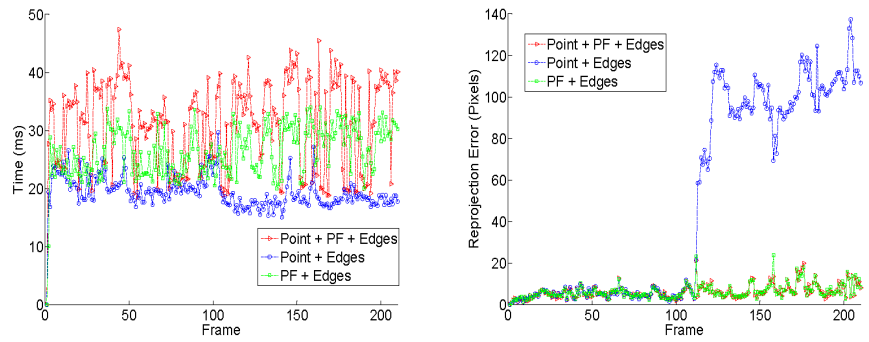 50
40
30
20
10
0
0
50
100
150
200
Time (ms)
Frame
Point + PF + Edges
Point + Edges
PF + Edges
140
120
100
80
60
40
20
0
0
50
100
150
200
Reprojection Error (Pixels)
Frame
Point + PF + Edges
Point + Edges
PF + Edges